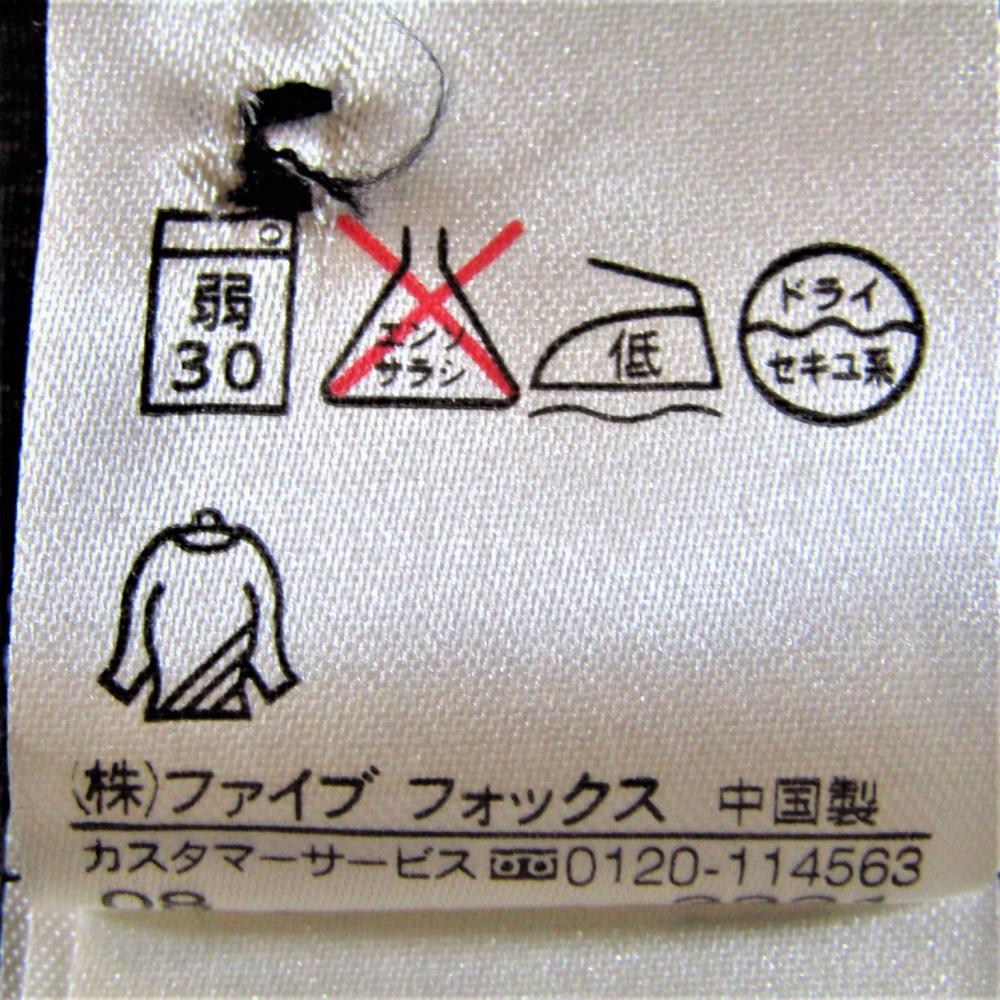 弱
30
エンソ
サラシ
低
ドライ
セキユ系
(株)ファイブ フォックス 中国製
カスタマーサービス 0120-114563